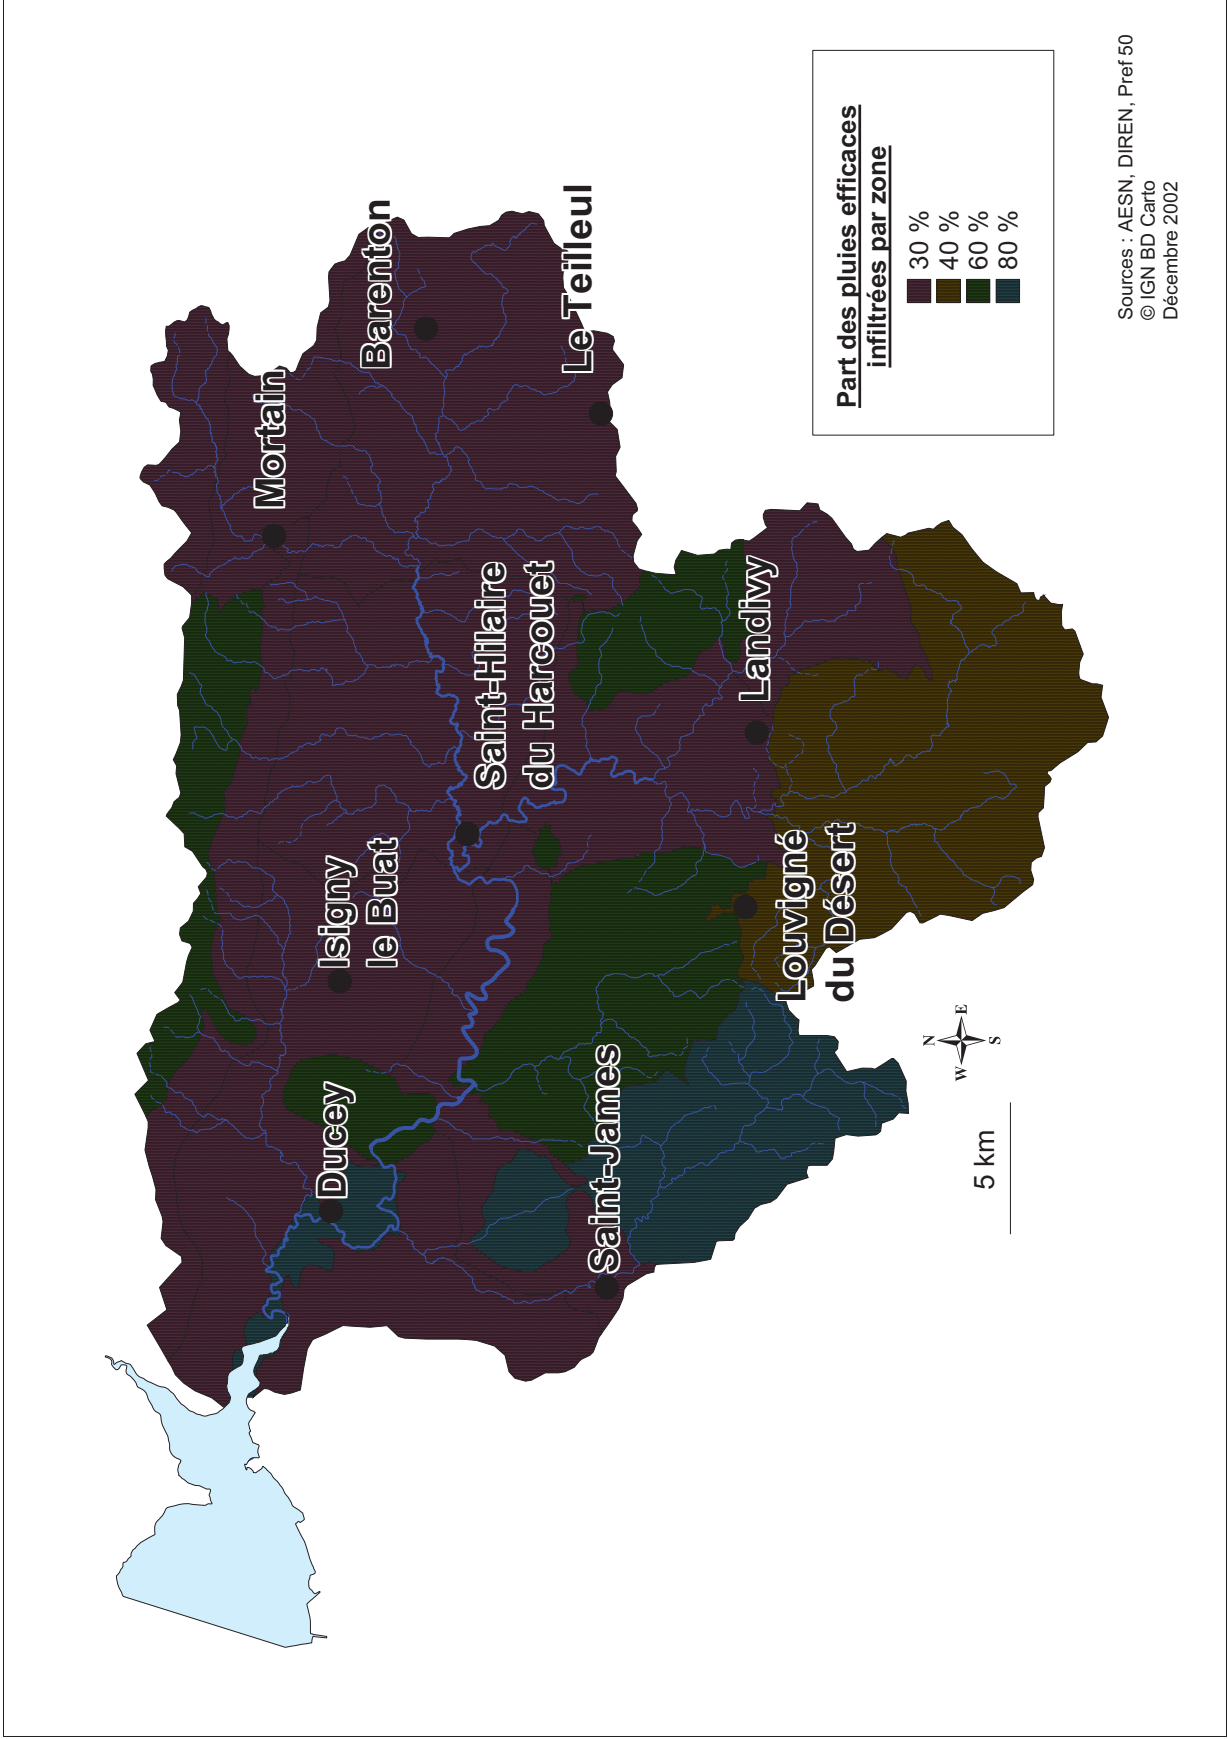 Mortain
Barenton
Le Teilleul
Isigny
le Buat
Saint-Hilaire
du Harcouet
Ducey
Landivy
Saint-James
Louvigné
du Désert
Part des pluies efficaces
infiltrées par zone
30 %
40 %
60 %
80 %
N
W
E
S
5 km
Sources : AESN, DIREN, Pref 50
© IGN BD Carto
Décembre 2002